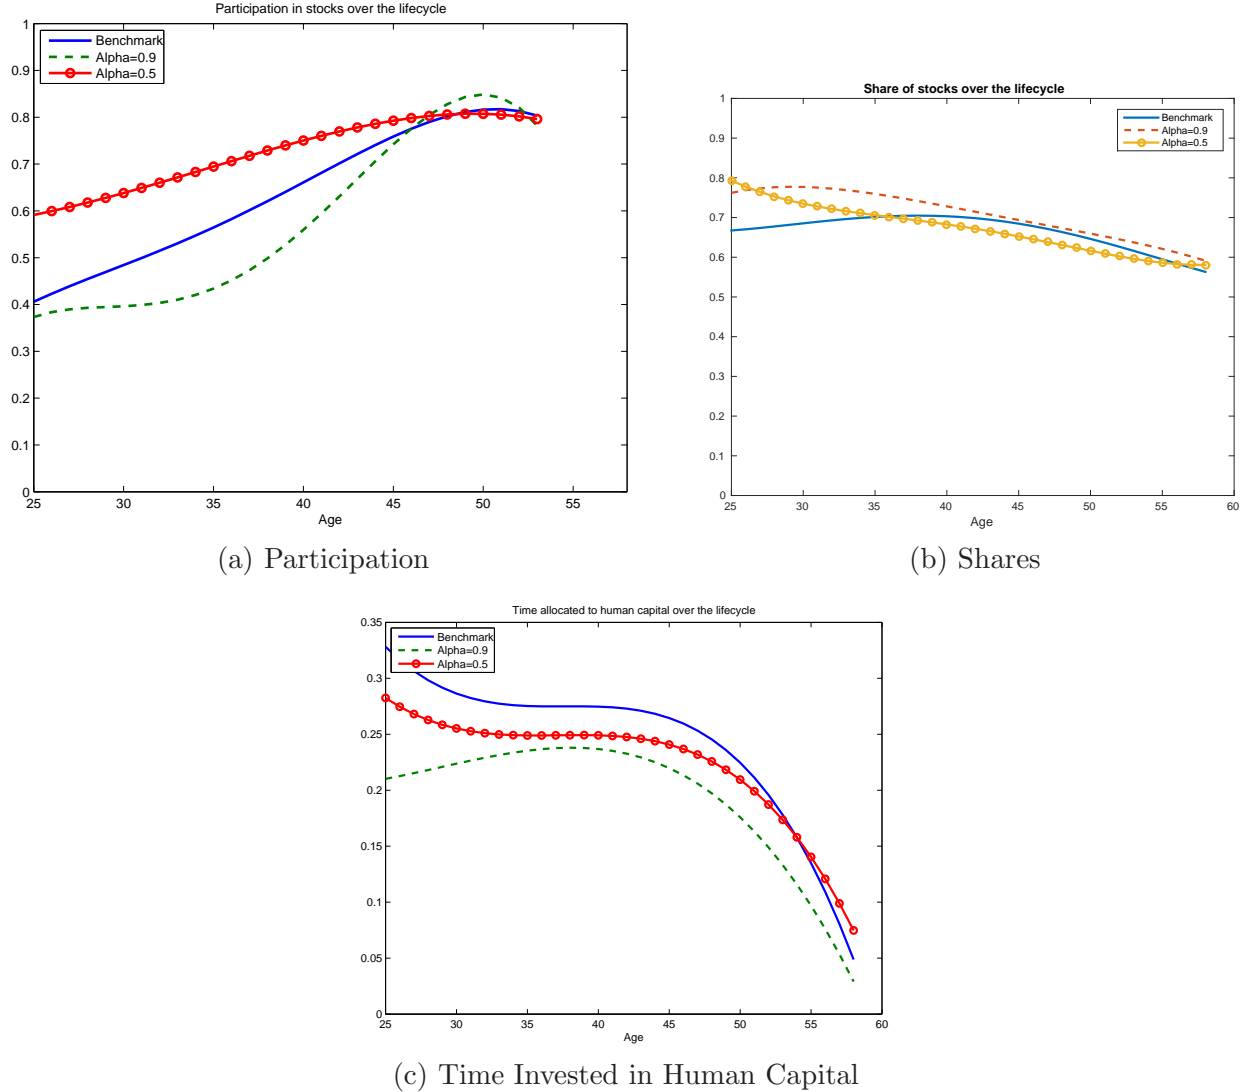 Participation in stocks over the lifecycle
1
0.9
0.8
0.7
0.6
0.5
0.4
0.3
0.2
0.1
0
Benchmark
Alpha=0.9
Alpha=0.5
25 30 35 40 45 50 55
Age
(a) Participation
Share of stocks over the lifecycle
1
0.9
0.8
0.7
0.6
0.5
0.4
0.3
0.2
0.1
0
Benchmark
Alpha=0.9
Alpha=0.5
25 30 35 40 45 50 55 60
Age
(b) Shares
Time allocated to human capital over the lifecycle
0.35
0.3
0.25
0.2
0.15
0.1
0.05
0
Benchmark
Alpha=0.9
Alpha=0.5
25 30 35 40 45 50 55 60
Age
(c) Time Invested in Human Capital